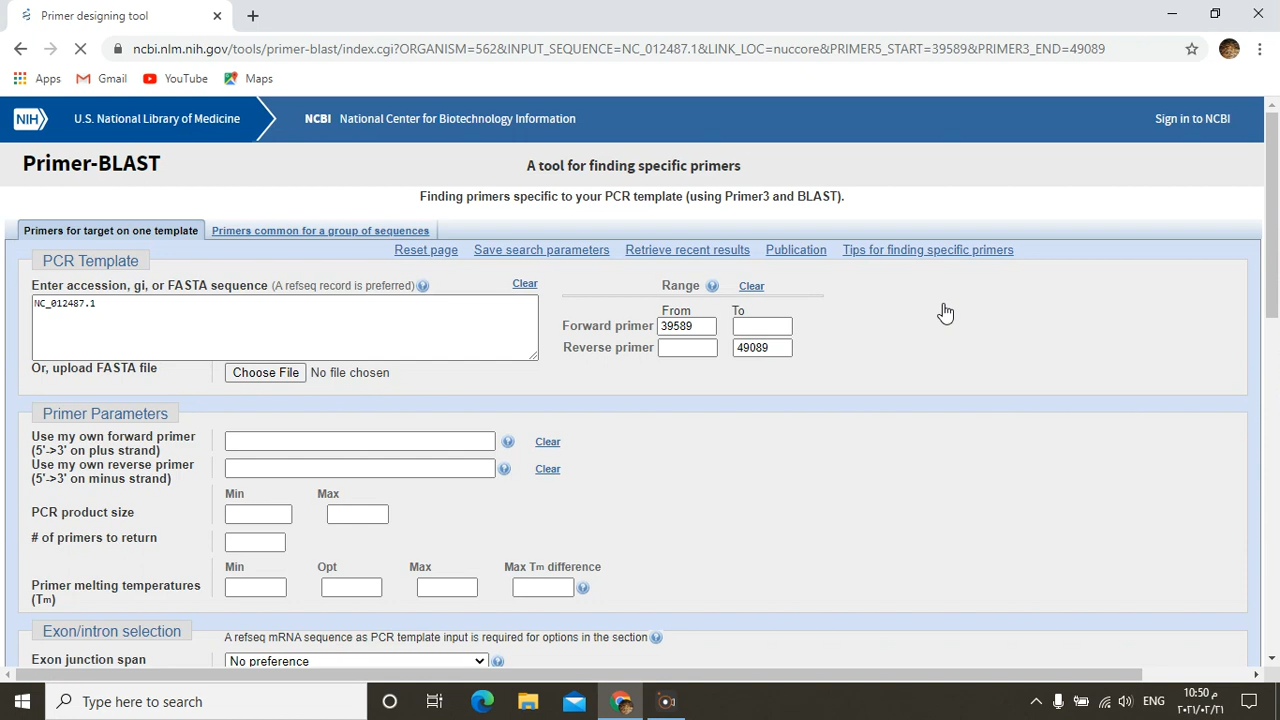 Primer designing tool
ncbi.nlm.nih.gov/tools/primer-blast/index.cgi?ORGANISM=562&INPUT_SEQUENCE=NC_012487.1&LINK_LOC=nuccore&PRIMER5_START=39589&PRIMER3_END=49089
Apps Gmail YouTube Maps
NIH U.S. National Library of Medicine NCBI National Center for Biotechnology Information Sign in to NCBI
Primer-BLAST A tool for finding specific primers
Finding primers specific to your PCR template (using Primer3 and BLAST).
Primers for target on one template Primers common for a group of sequences
Reset page Save search parameters Retrieve recent results Publication Tips for finding specific primers
PCR Template
Enter accession, gi, or FASTA sequence (A refseq record is preferred) Clear Range Clear
NC_012487.1
From To
Forward primer 39589
Reverse primer 49089
Or, upload FASTA file Choose File No file chosen
Primer Parameters
Use my own forward primer Clear
(5'->3' on plus strand)
Use my own reverse primer Clear
(5'->3' on minus strand)
Min Max
PCR product size
# of primers to return
Min Opt Max Max Tm difference
Primer melting temperatures
(Tm)
Exon/intron selection A refseq mRNA sequence as PCR template input is required for options in the section
Exon junction span No preference
Type here to search ENG
10:50 م
٢٠٢١/٠٢/٢١